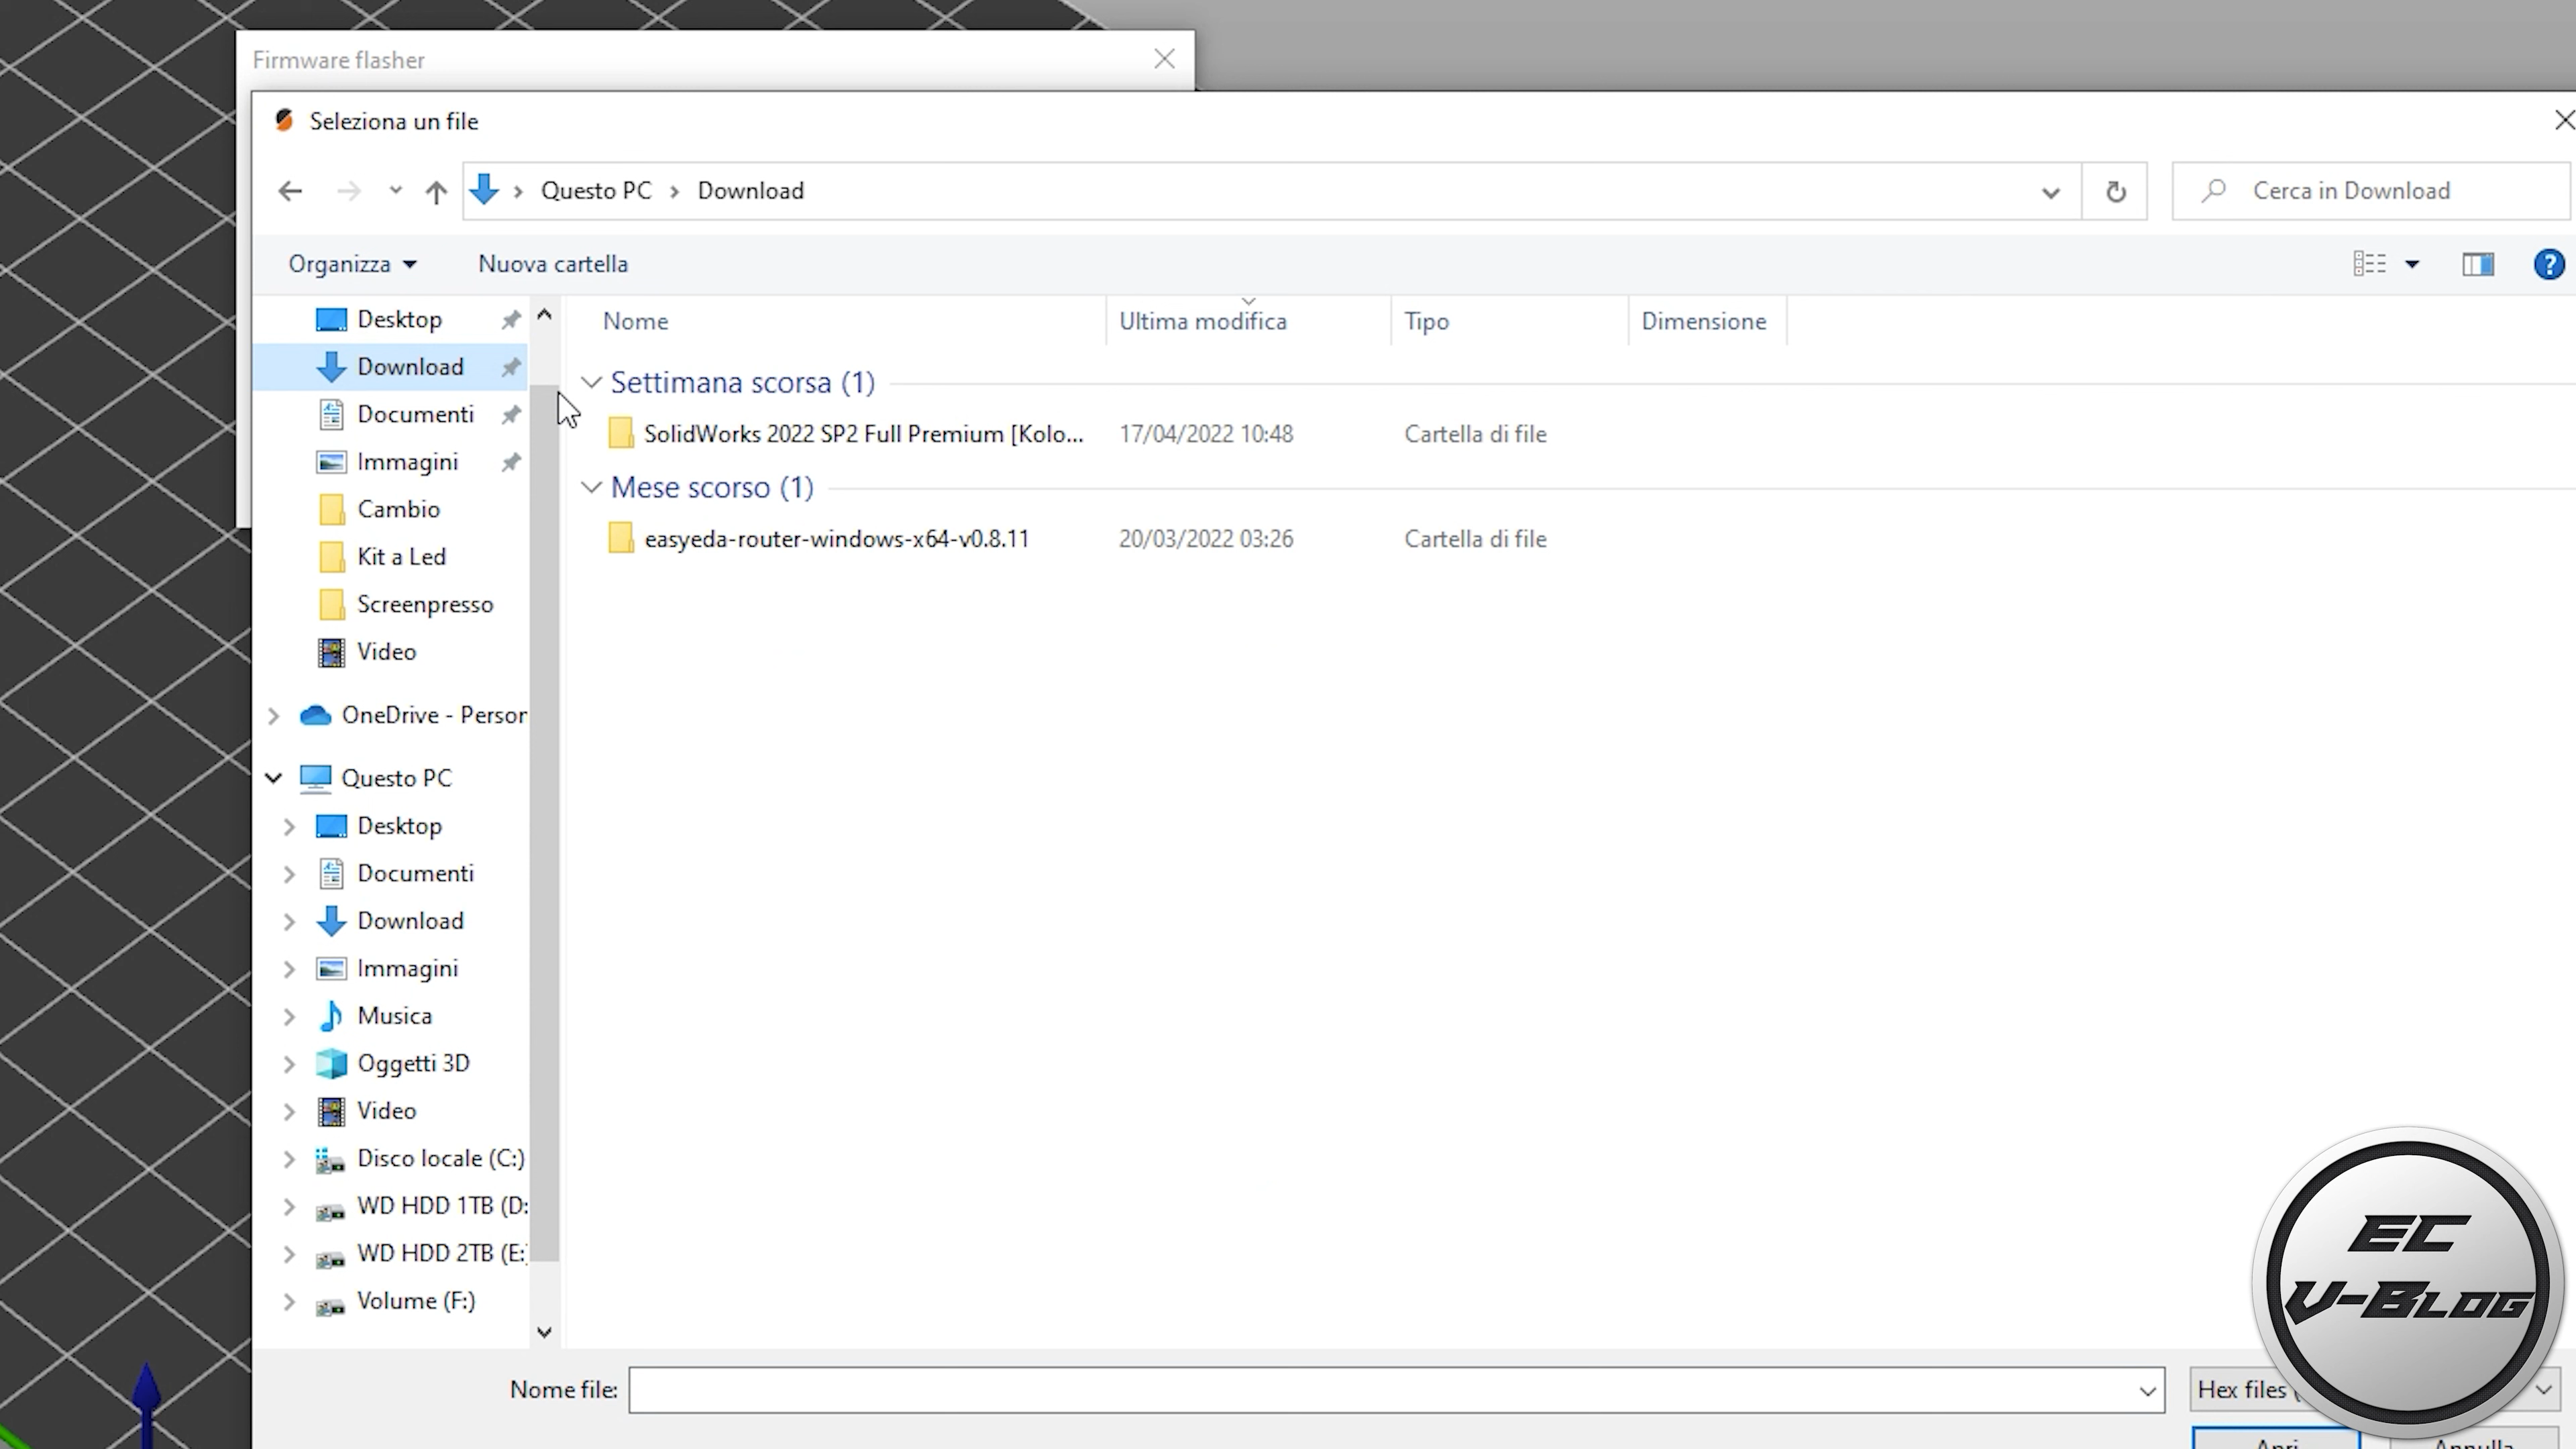 Firmware flasher
Seleziona un file
Questo PC
Download
Cerca in Download
Organizza
Nuova cartella
Desktop
Download
Documenti
Immagini
Cambio
Kit a Led
Screenpresso
Video
OneDrive - Person
Questo PC
Desktop
Documenti
Download
Immagini
Musica
Oggetti 3D
Video
Disco locale (C:)
WD HDD 1TB (D:
WD HDD 2TB (E:
Volume (F:)
Nome Ultima modifica Tipo Dimensione
Settimana scorsa (1)
SolidWorks 2022 SP2 Full Premium [Kolo... 17/04/2022 10:48 Cartella di file
Mese scorso (1)
easyeda-router-windows-x64-v0.8.11 20/03/2022 03:26 Cartella di file
Nome file:
Hex files (
Apri
Annulla
EC
V-Blog